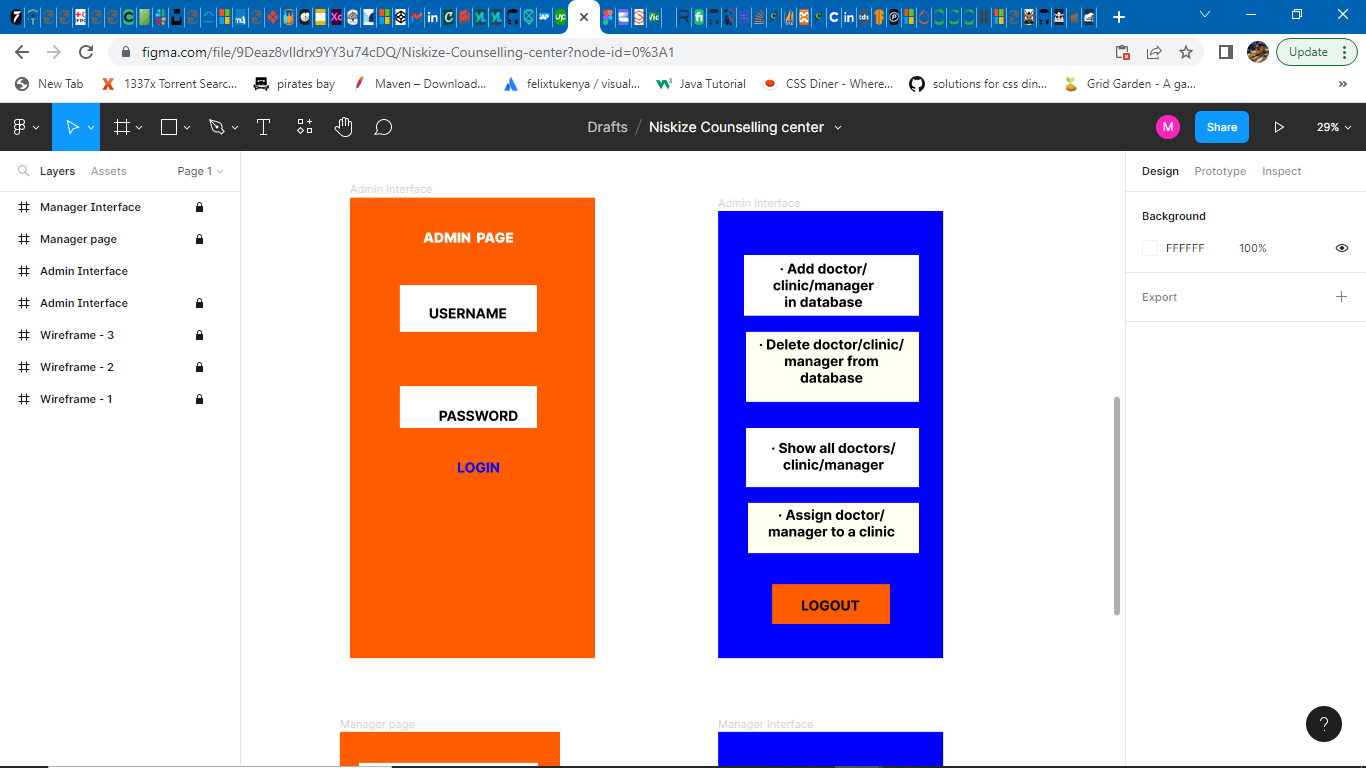 figma.com/file/9Deaz8vlldrx9YY3u74cDQ/Niskize-Counselling-center?node-id=0%3A1
Update
New Tab
1337x Torrent Searc...
pirates bay
Maven – Download...
felixtukenya / visual...
Java Tutorial
CSS Diner - Where...
solutions for css din...
Grid Garden - A ga...
»
Drafts / Niskize Counselling center
M
Share
29%
Layers
Assets
Page 1
Design
Prototype
Inspect
Manager Interface
Manager page
Admin Interface
Admin Interface
Wireframe - 3
Wireframe - 2
Wireframe - 1
Background
FFFFFF
100%
Export
Admin Interface
ADMIN PAGE
USERNAME
PASSWORD
LOGIN
Admin Interface
· Add doctor/
clinic/manager
in database
· Delete doctor/clinic/
manager from
database
· Show all doctors/
clinic/manager
· Assign doctor/
manager to a clinic
LOGOUT
Manager page
Manager Interface
?